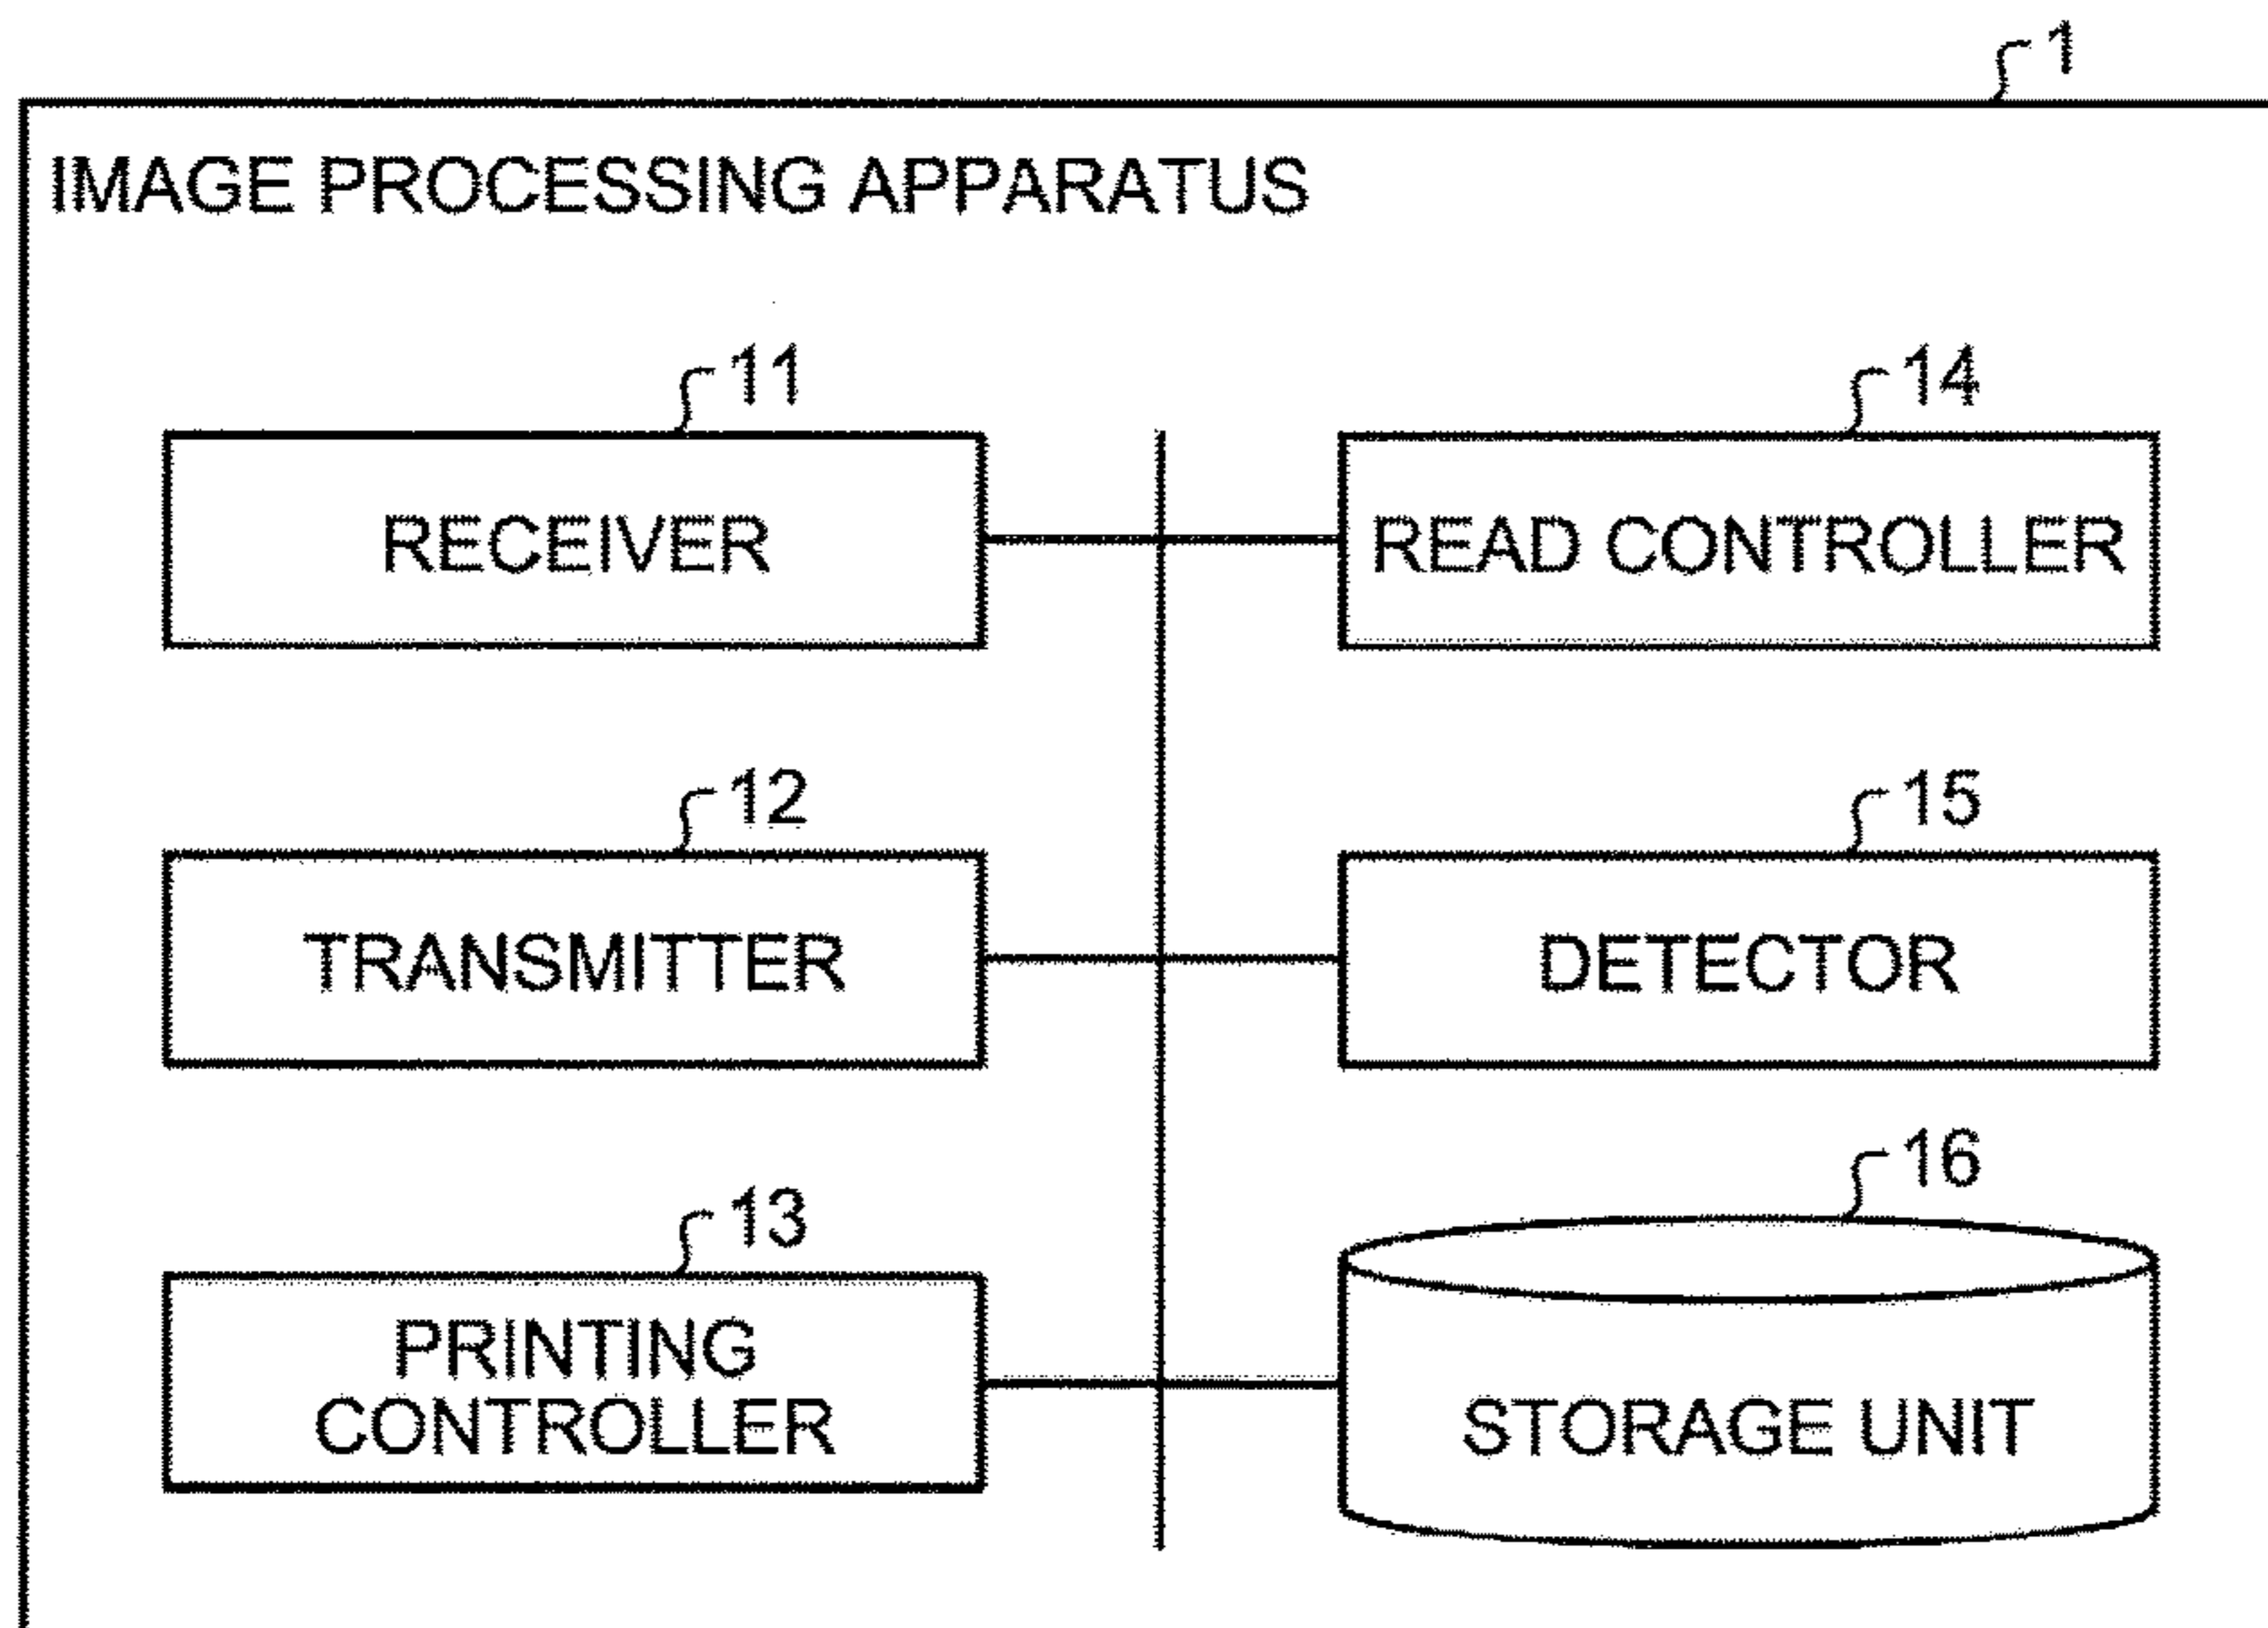 1
IMAGE PROCESSING APPARATUS
11
RECEIVER
14
READ CONTROLLER
12
TRANSMITTER
15
DETECTOR
13
PRINTING
CONTROLLER
16
STORAGE UNIT